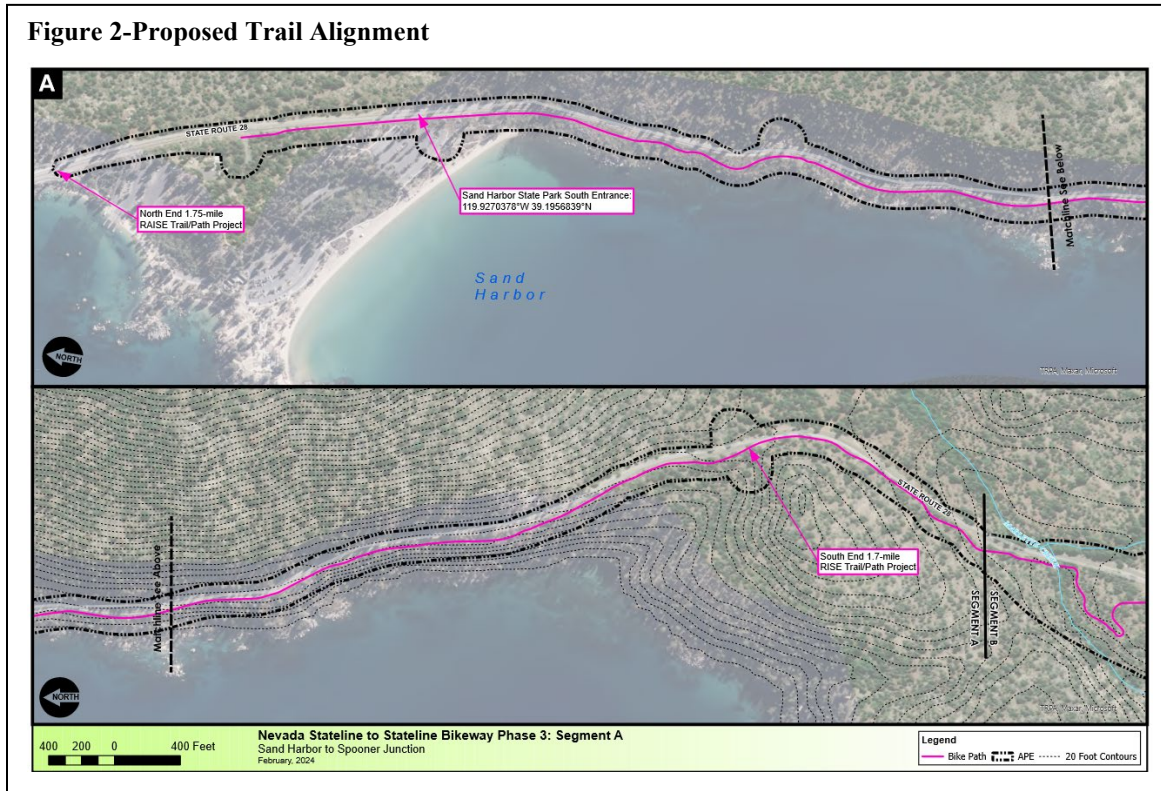 Figure 2-Proposed Trail Alignment
A
STATE ROUTE 28
North End 1.75-mile
RAISE Trail/Path Project
Sand Harbor State Park South Entrance:
119.9270378°W 39.1956839°N
Sand
Harbor
Matchline See Below
NORTH
TRPA, Maxar, Microsoft
Matchline See Above
South End 1.7-mile
RISE Trail/Path Project
STATE ROUTE 28
SEGMENT B
SEGMENT A
NORTH
TRPA, Maxar, Microsoft
400 200 0 400 Feet
Nevada Stateline to Stateline Bikeway Phase 3: Segment A
Sand Harbor to Spooner Junction
February, 2024
Legend
Bike Path APE 20 Foot Contours